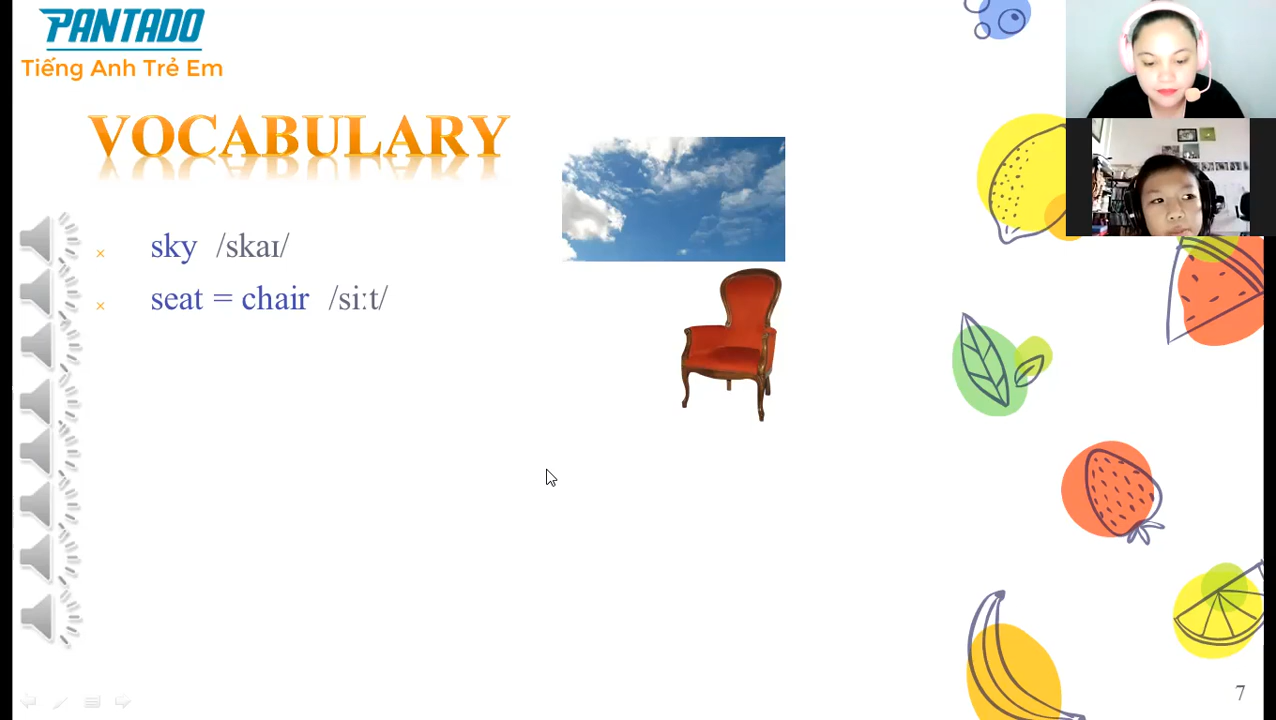 PANTADO
Tiếng Anh Trẻ Em
VOCABULARY
× sky /skaɪ/
× seat = chair /siːt/
7